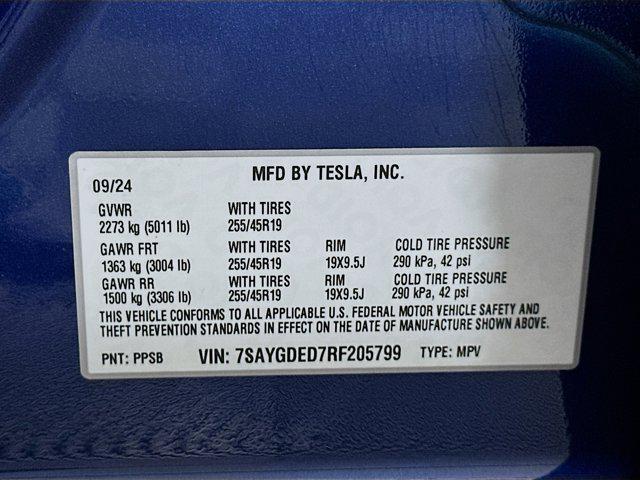 MFD BY TESLA, INC.
09/24
GVWR WITH TIRES
2273 kg (5011 lb) 255/45R19
GAWR FRT WITH TIRES RIM COLD TIRE PRESSURE
1363 kg (3004 lb) 255/45R19 19X9.5J 290 kPa, 42 psi
GAWR RR WITH TIRES RIM COLD TIRE PRESSURE
1500 kg (3306 lb) 255/45R19 19X9.5J 290 kPa, 42 psi
THIS VEHICLE CONFORMS TO ALL APPLICABLE U.S. FEDERAL MOTOR VEHICLE SAFETY AND
THEFT PREVENTION STANDARDS IN EFFECT ON THE DATE OF MANUFACTURE SHOWN ABOVE.
PNT: PPSB VIN: 7SAYGDED7RF205799 TYPE: MPV